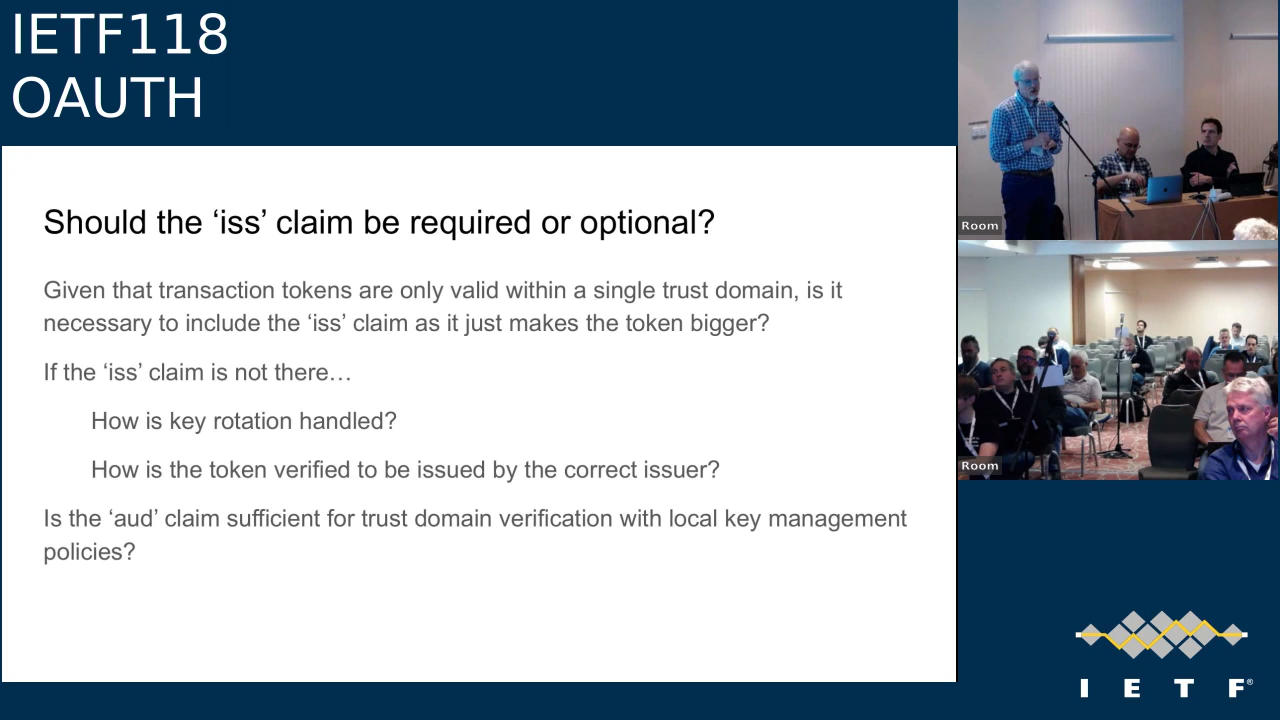 IETF118
OAUTH
Should the ‘iss’ claim be required or optional?
Given that transaction tokens are only valid within a single trust domain, is it
necessary to include the ‘iss’ claim as it just makes the token bigger?
If the ‘iss’ claim is not there…
How is key rotation handled?
How is the token verified to be issued by the correct issuer?
Is the ‘aud’ claim sufficient for trust domain verification with local key management
policies?
Room
Room
I E T F®